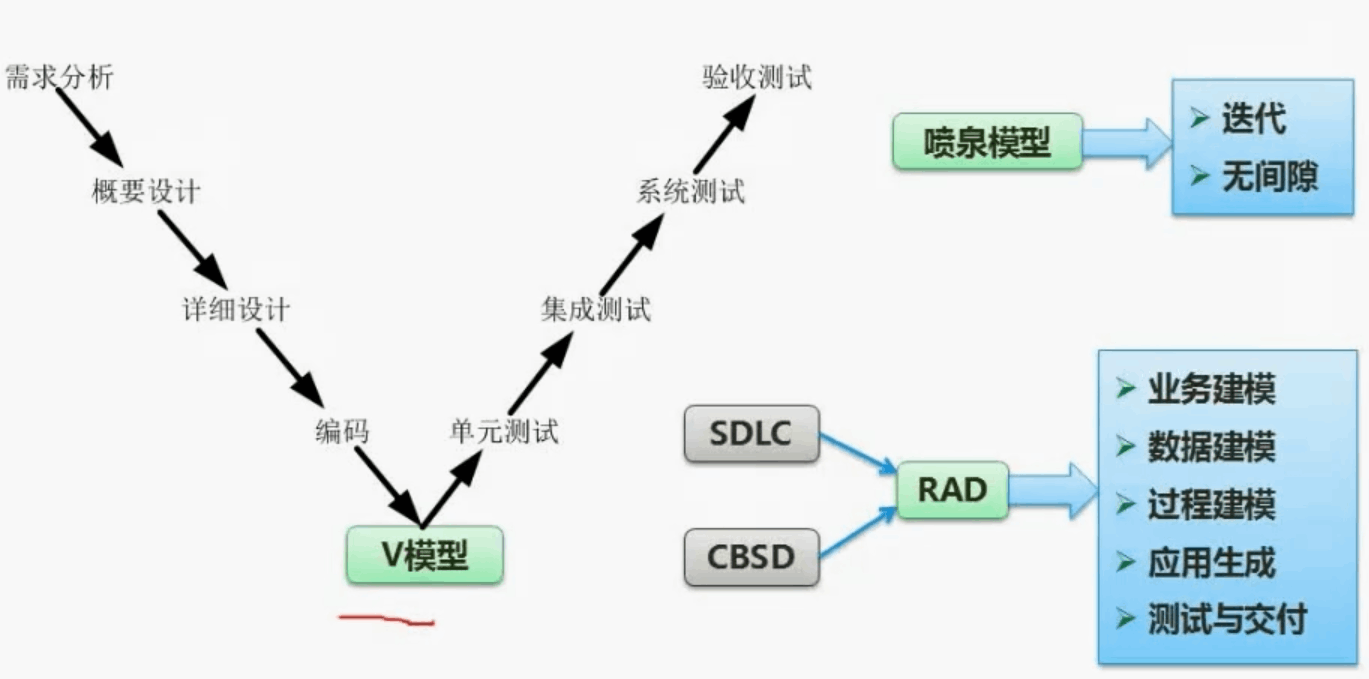 需求分析
概要设计
详细设计
编码
V模型
单元测试
集成测试
系统测试
验收测试
喷泉模型
迭代
无间隙
SDLC
CBSD
RAD
业务建模
数据建模
过程建模
应用生成
测试与交付